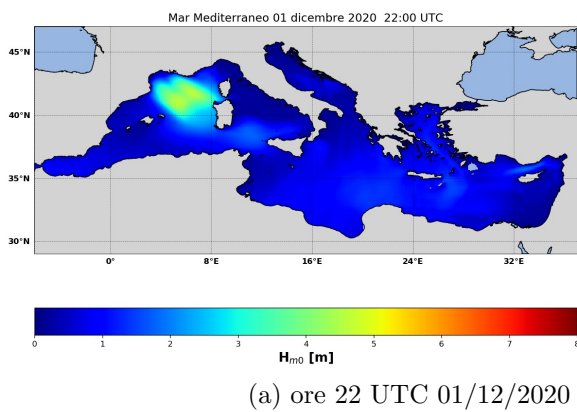 Mar Mediterraneo 01 dicembre 2020 22:00 UTC
45°N
40°N
35°N
30°N
0° 8°E 16°E 24°E 32°E
0 1 2 3 4 5 6 7 8
H_{m0} [m]
(a) ore 22 UTC 01/12/2020